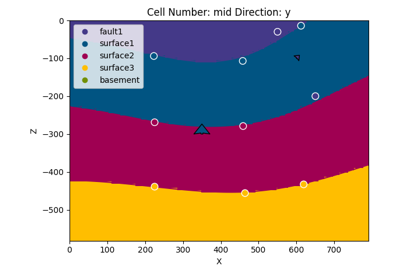 Cell Number: mid Direction: y
fault1
surface1
surface2
surface3
basement
0
−100
−200
−300
−400
−500
Z
0 100 200 300 400 500 600 700
X